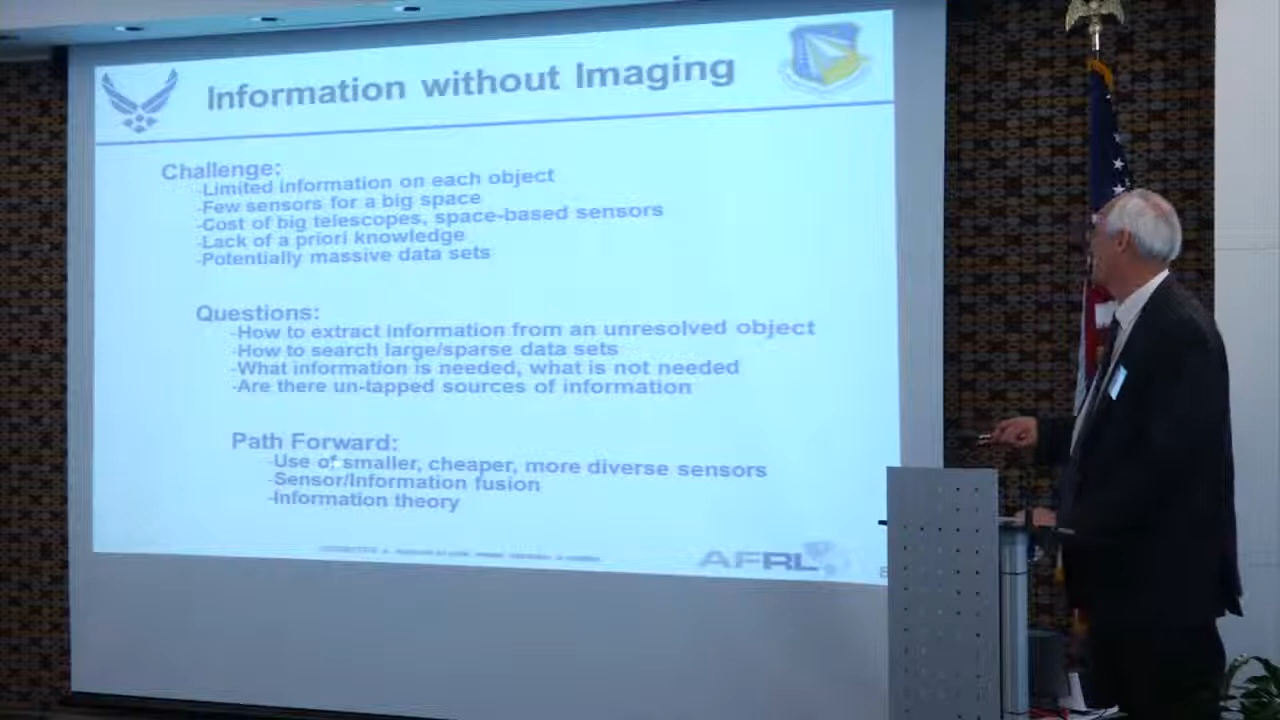 Information without Imaging
Challenge:
-Limited information on each object
-Few sensors for a big space
-Cost of big telescopes, space-based sensors
-Lack of a priori knowledge
-Potentially massive data sets
Questions:
-How to extract information from an unresolved object
-How to search large/sparse data sets
-What information is needed, what is not needed
-Are there un-tapped sources of information
Path Forward:
-Use of smaller, cheaper, more diverse sensors
-Sensor/Information fusion
-Information theory
AFRL
8